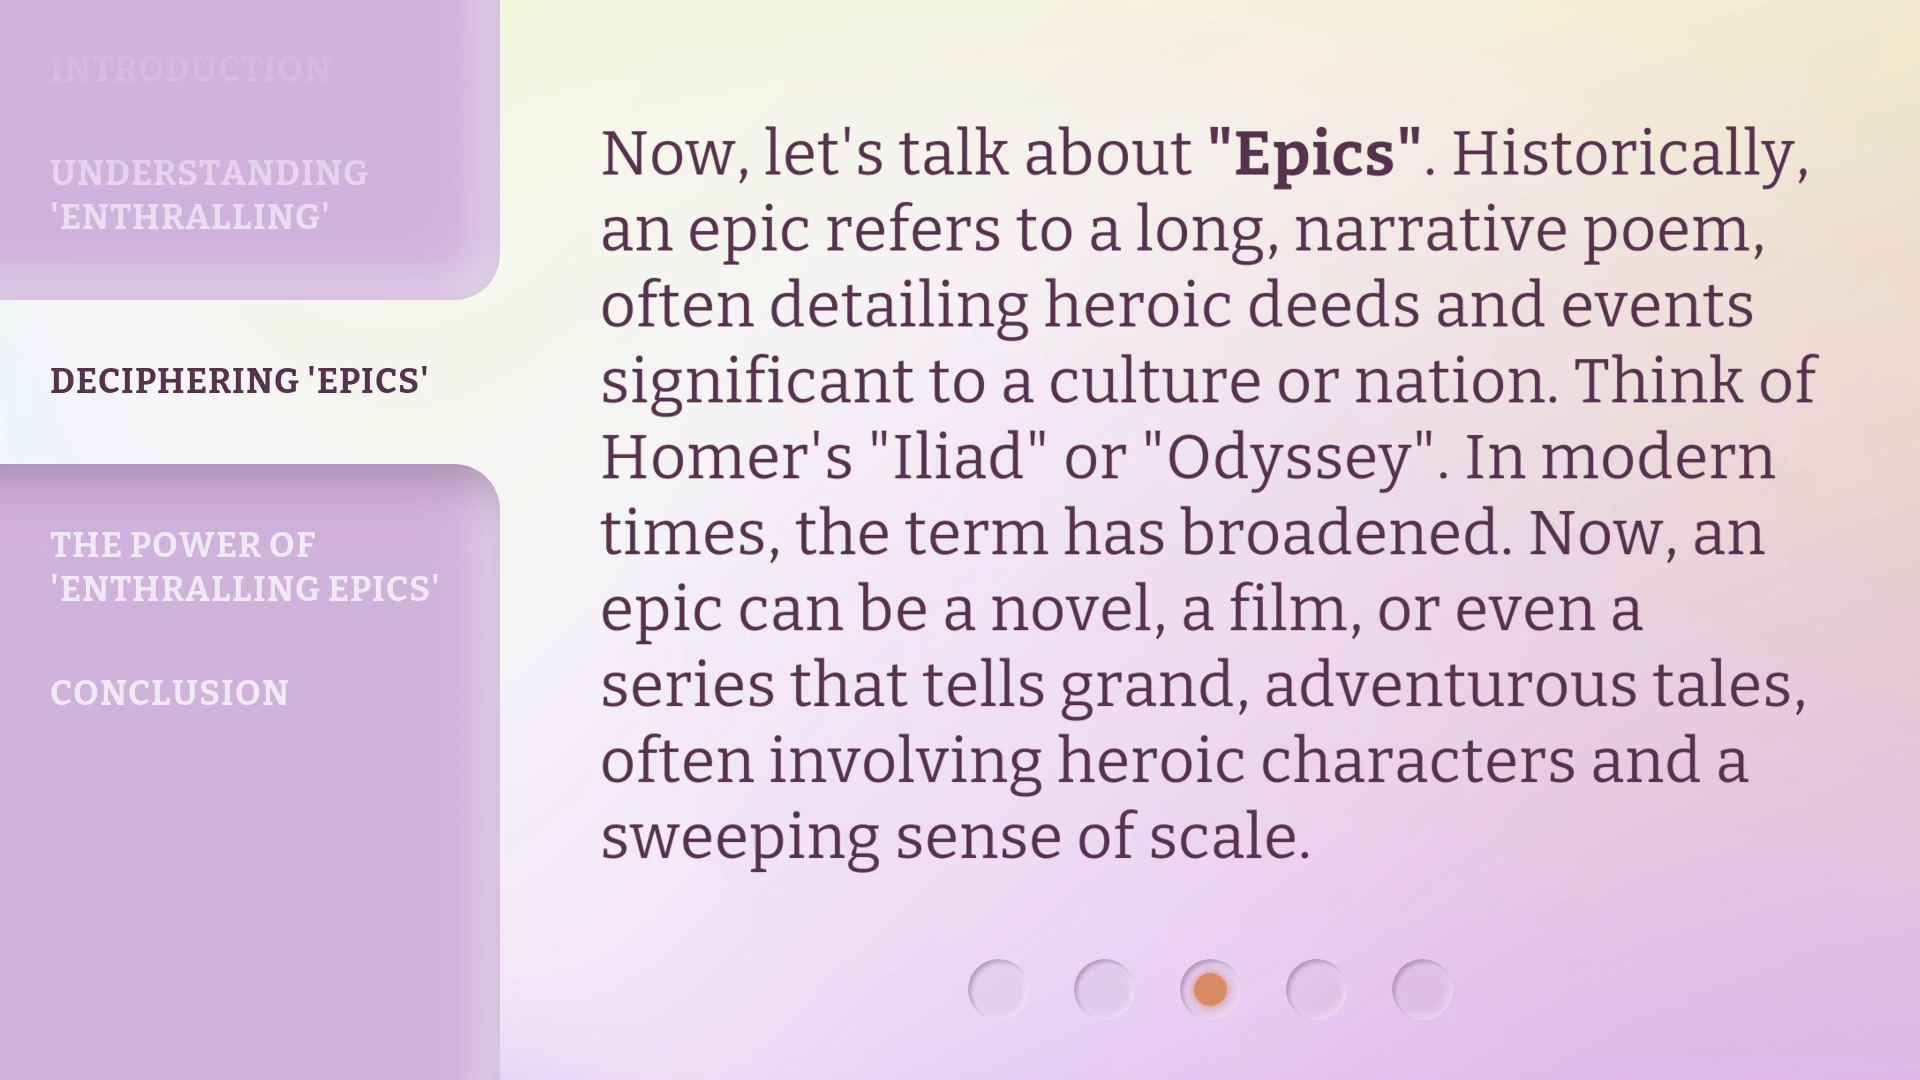 INTRODUCTION
UNDERSTANDING
'ENTHRALLING'
DECIPHERING 'EPICS'
THE POWER OF
'ENTHRALLING EPICS'
CONCLUSION
Now, let's talk about "Epics". Historically,
an epic refers to a long, narrative poem,
often detailing heroic deeds and events
significant to a culture or nation. Think of
Homer's "Iliad" or "Odyssey". In modern
times, the term has broadened. Now, an
epic can be a novel, a film, or even a
series that tells grand, adventurous tales,
often involving heroic characters and a
sweeping sense of scale.